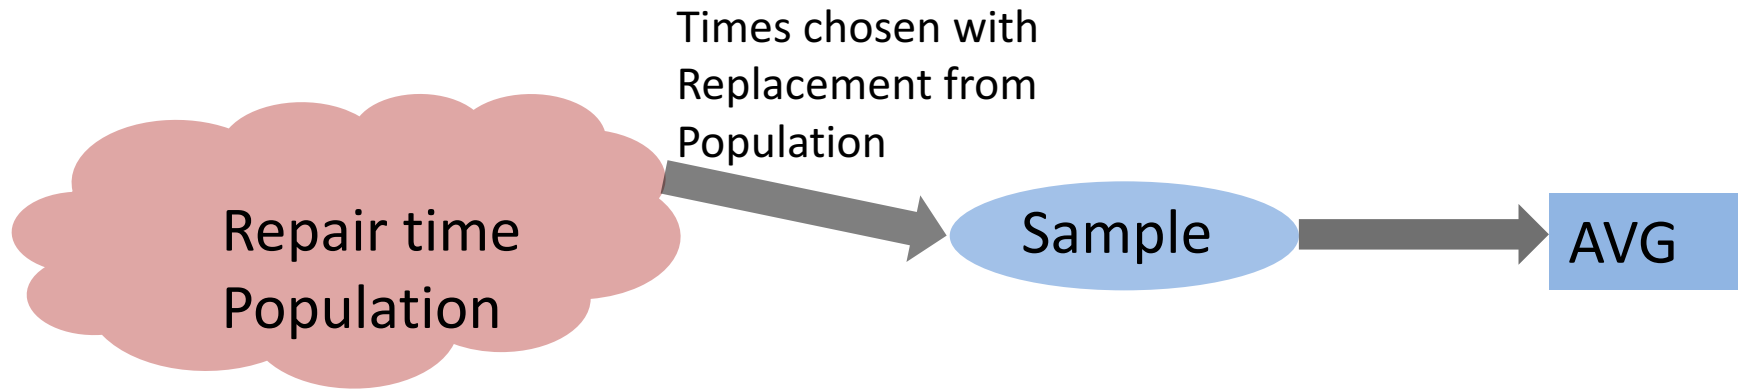 Times chosen with
Replacement from
Population
Repair time
Population
Sample
AVG